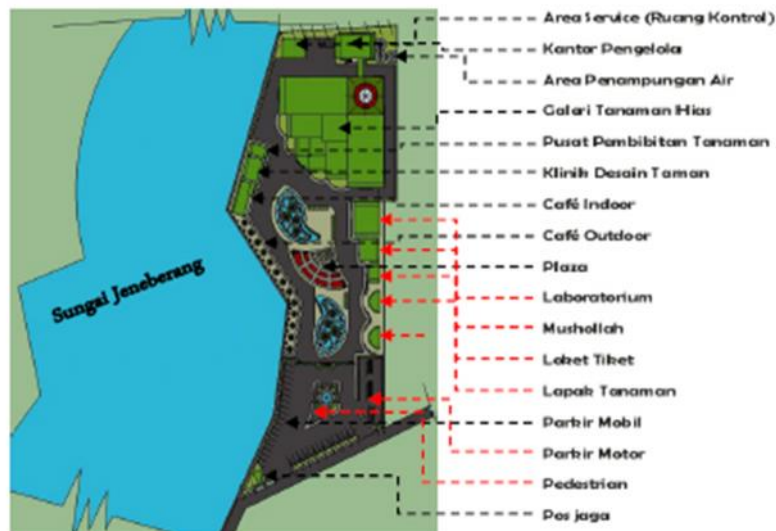 Area Service (Ruang Kontrol)
Kantor Pengelola
Area Penampungan Air
Galeri Tanaman Hias
Pusat Pembibitan Tanaman
Klinik Desain Taman
Café Indoor
Café Outdoor
Plaza
Laboratorium
Mushollah
Loket Tiket
Lapak Tanaman
Parkir Mobil
Parkir Motor
Pedestrian
Pos jaga
Sungai Jeneberang